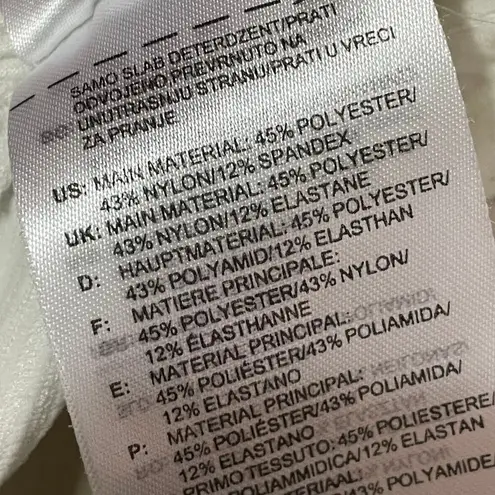 SAMO SLAB DETERDZENT/PRATI
ODVOJENO PREVRNUTO NA
UNUTRASNJU STRANU/PRATI U VRECI
ZA PRANJE
US: MAIN MATERIAL: 45% POLYESTER/
43% NYLON/12% SPANDEX
UK: MAIN MATERIAL: 45% POLYESTER/
43% NYLON/12% ELASTANE
D: HAUPTMATERIAL: 45% POLYESTER/
43% POLYAMID/12% ELASTHAN
F: MATIERE PRINCIPALE:
45% POLYESTER/43% NYLON/
12% ÉLASTHANNE
E: MATERIAL PRINCIPAL:
45% POLIÉSTER/43% POLIAMIDA/
12% ELASTANO
P: MATERIAL PRINCIPAL:
45% POLIÉSTER/43% POLIAMIDA/
12% ELASTANO
PRIMO TESSUTO: 45% POLIESTERE/
POLIAMMIDICA/12% ELASTAN